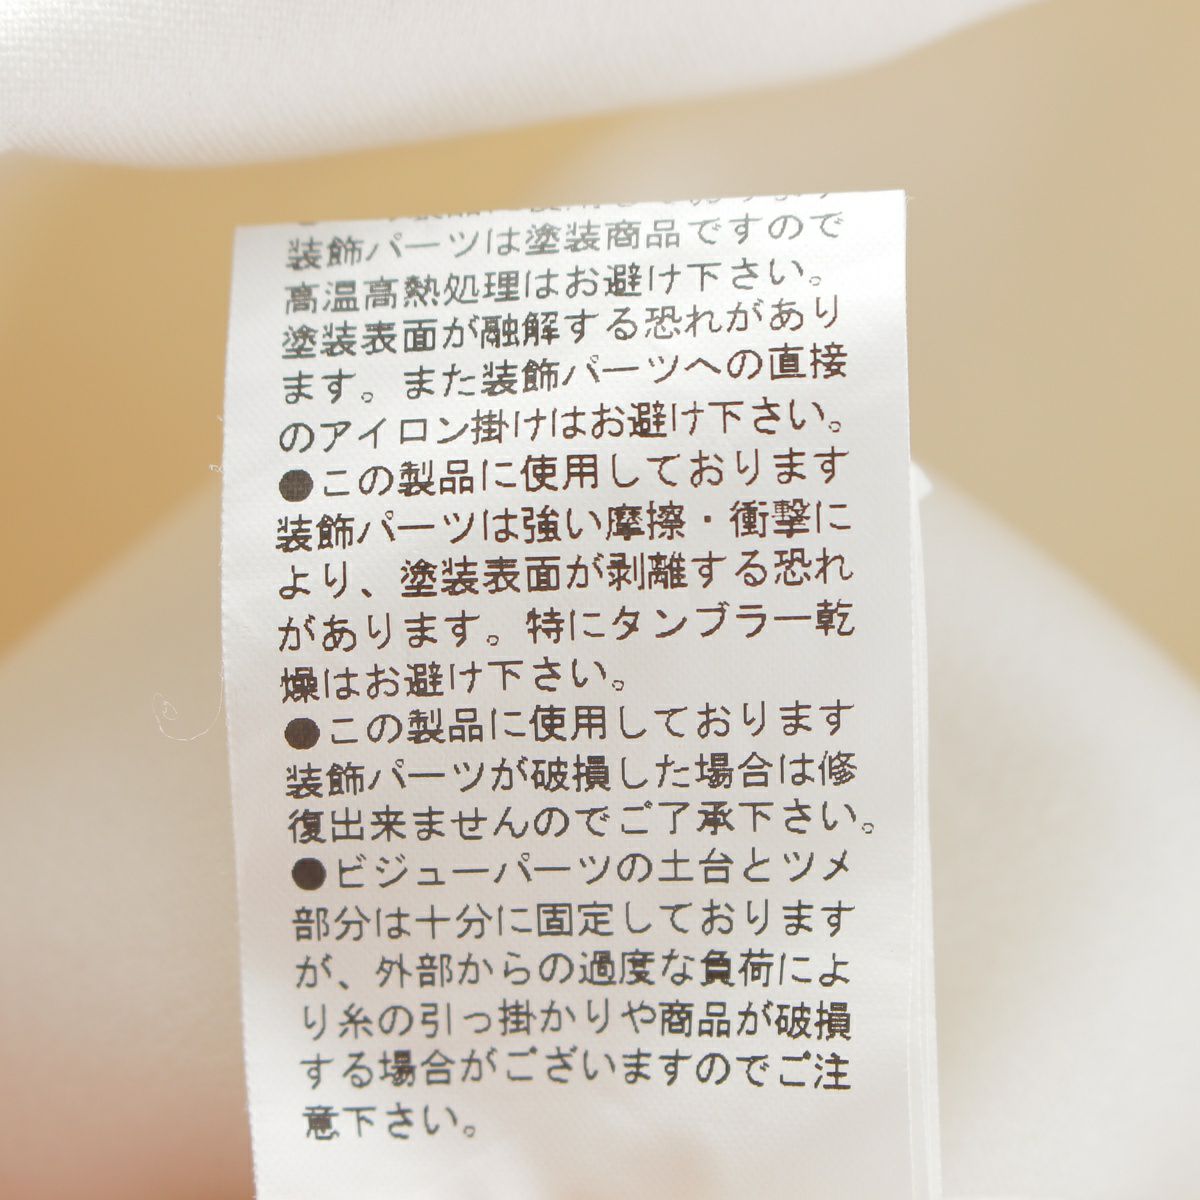 装飾パーツは塗装商品ですので
高温高熱処理はお避け下さい。
塗装表面が融解する恐れがあり
ます。また装飾パーツへの直接
のアイロン掛けはお避け下さい。
●この製品に使用しております
装飾パーツは強い摩擦・衝撃に
より、塗装表面が剥離する恐れ
があります。特にタンブラー乾
燥はお避け下さい。
●この製品に使用しております
装飾パーツが破損した場合は修
復出来ませんのでご了承下さい。
●ビジューパーツの土台とツメ
部分は十分に固定しております
が、外部からの過度な負荷によ
り糸の引っ掛かりや商品が破損
する場合がございますのでご注
意下さい。